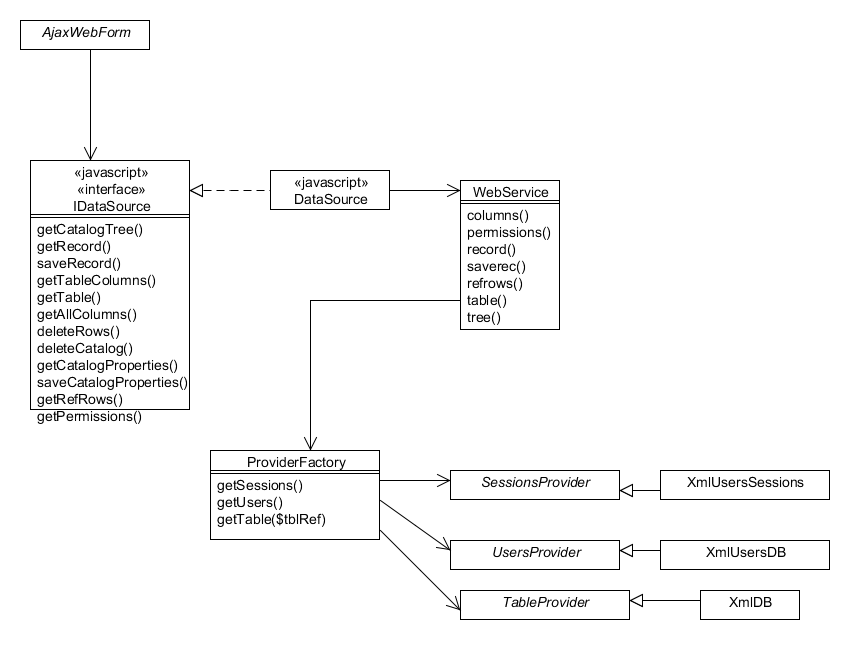 AjaxWebForm
«javascript»
«interface»
IDataSource
getCatalogTree()
getRecord()
saveRecord()
getTableColumns()
getTable()
getAllColumns()
deleteRows()
deleteCatalog()
getCatalogProperties()
saveCatalogProperties()
getRefRows()
getPermissions()
«javascript»
DataSource
WebService
columns()
permissions()
record()
saverec()
refrows()
table()
tree()
ProviderFactory
getSessions()
getUsers()
getTable($tblRef)
SessionsProvider
XmlUsersSessions
UsersProvider
XmlUsersDB
TableProvider
XmlDB